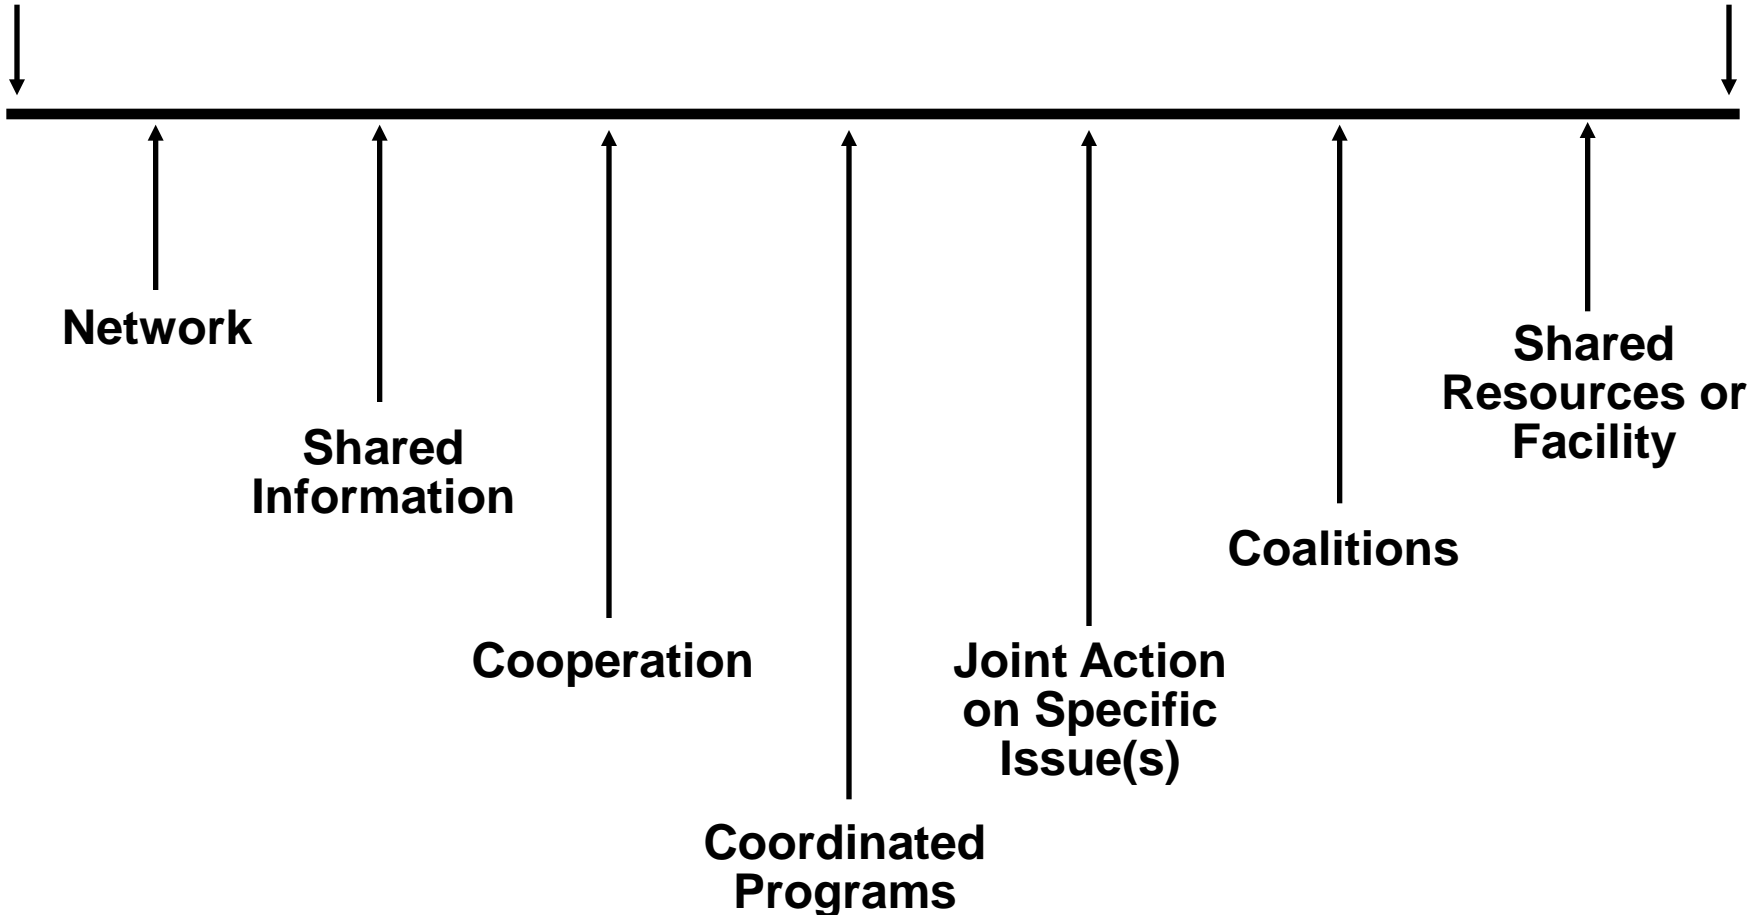 Network
Shared
Information
Cooperation
Coordinated
Programs
Joint Action
on Specific
Issue(s)
Coalitions
Shared
Resources or
Facility